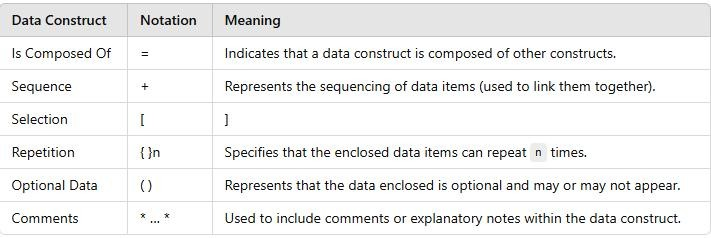 Data Construct Notation Meaning
Is Composed Of = Indicates that a data construct is composed of other constructs.
Sequence + Represents the sequencing of data items (used to link them together).
Selection [ ]
Repetition { }n Specifies that the enclosed data items can repeat n times.
Optional Data ( ) Represents that the data enclosed is optional and may or may not appear.
Comments * ... * Used to include comments or explanatory notes within the data construct.